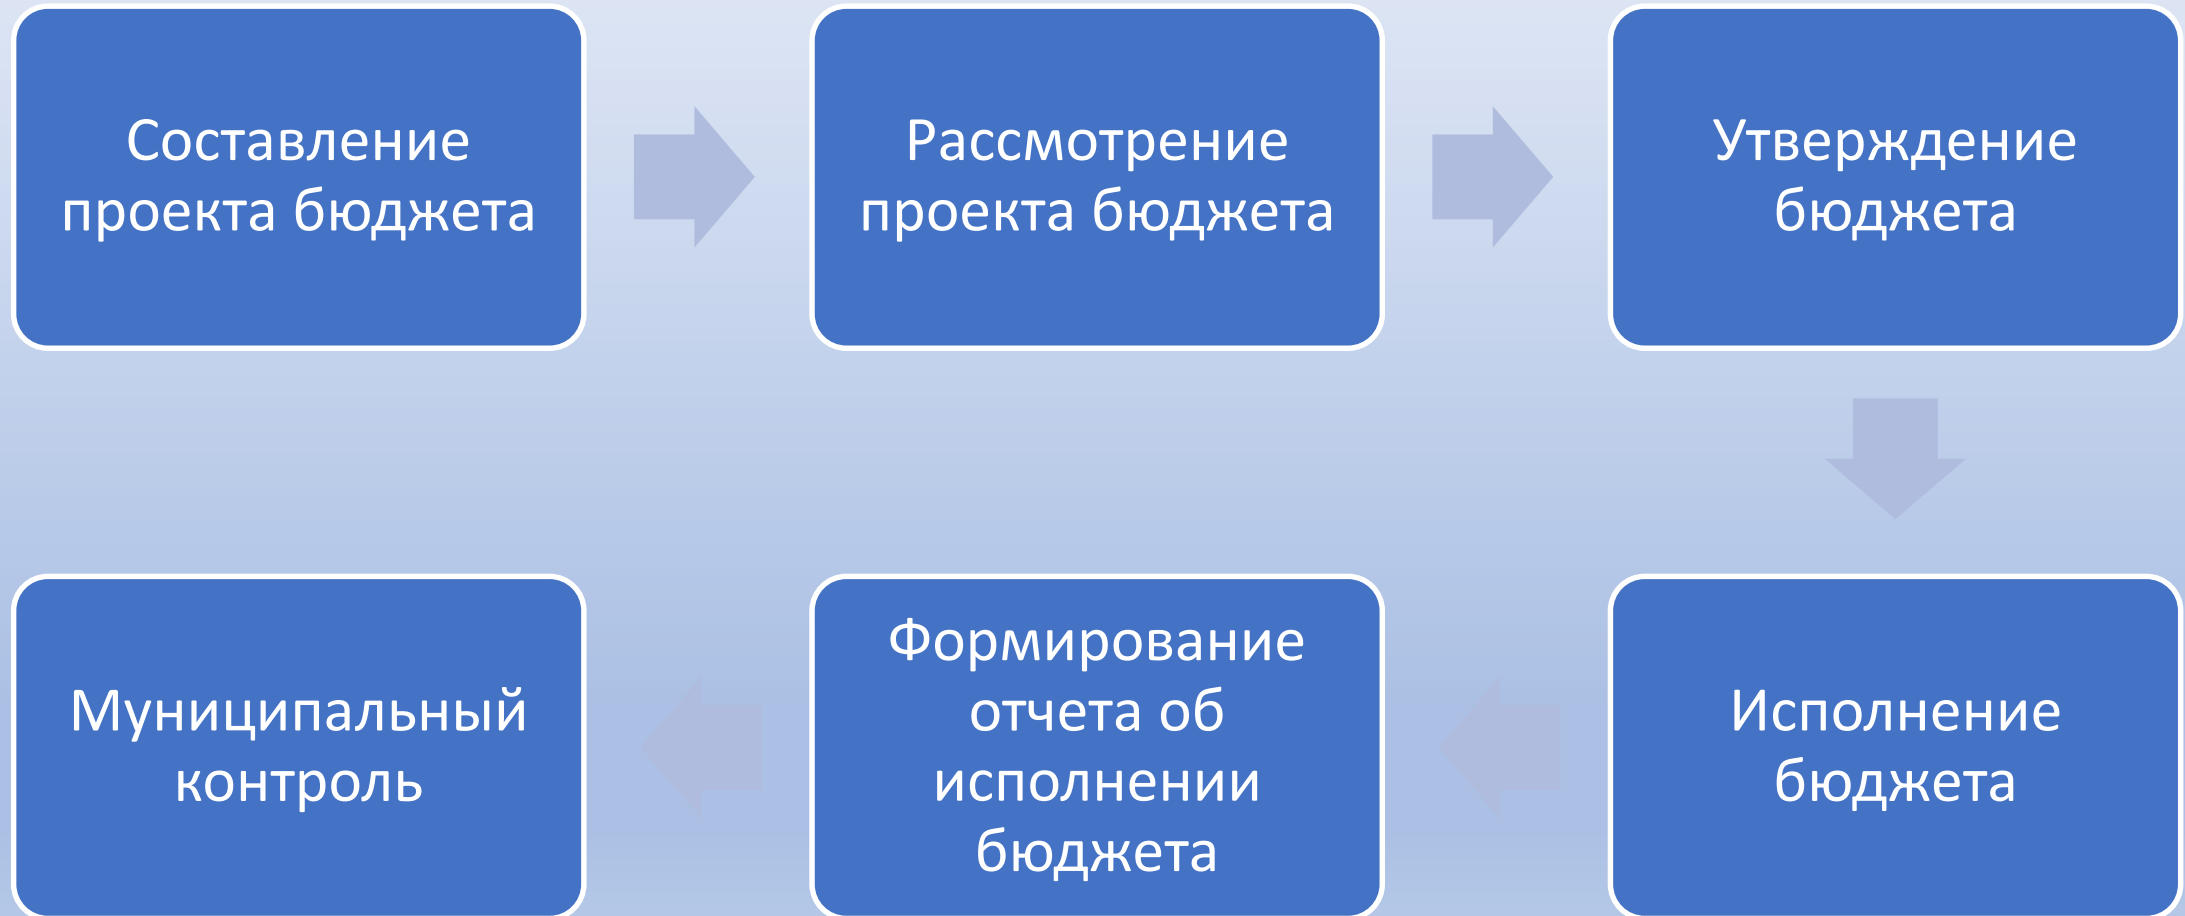 Составление
проекта бюджета
Рассмотрение
проекта бюджета
Утверждение
бюджета
Исполнение
бюджета
Формирование
отчета об
исполнении
бюджета
Муниципальный
контроль